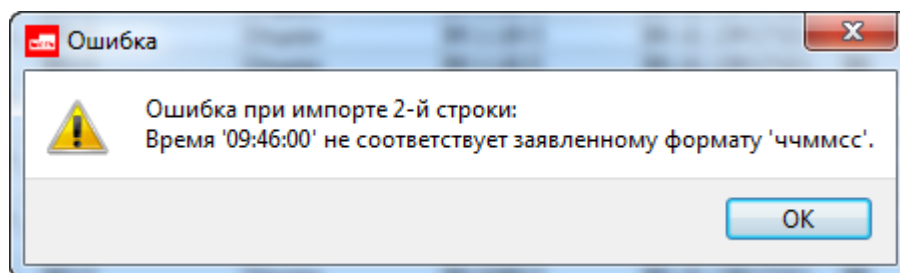 Ошибка
Ошибка при импорте 2-й строки:
Время '09:46:00' не соответствует заявленному формату 'ччммсс'.
OK